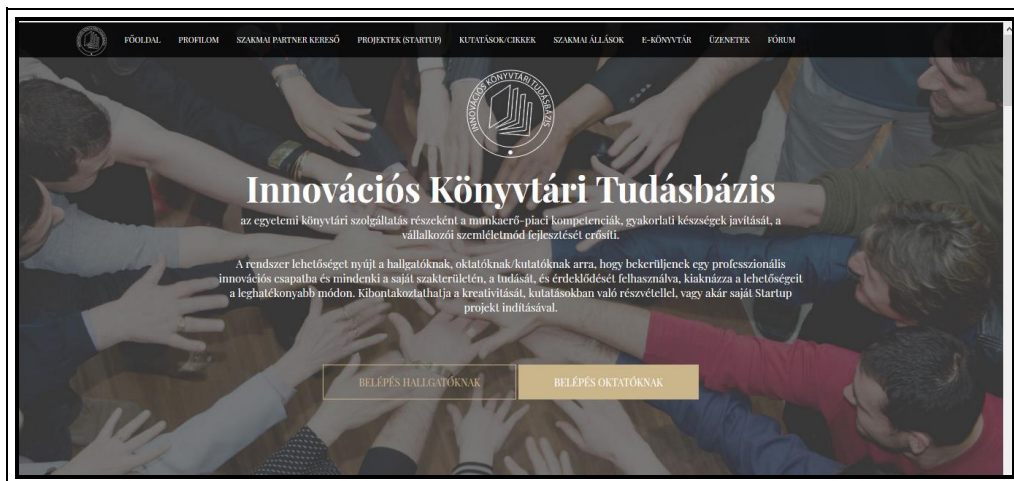 FŐOLDAL PROFILOM SZAKMAI PARTNER KERESŐ PROJEKTEK (STARTUP) KUTATÁSOK/CIKKEK SZAKMAI ÁLLÁSOK E-KÖNYVTÁR ÜZENETEK FÓRUM
INNOVÁCIÓS KÖNYVTÁRI TUDÁSBÁZIS
Innovációs Könyvtári Tudásbázis
az egyetemi könyvtári szolgáltatás részeként a munkaerő-piaci kompetenciák, gyakorlati készségek javítását, a
vállalkozói szemléletmód fejlesztését erősíti.
A rendszer lehetőséget nyújt a hallgatóknak, oktatóknak/kutatóknak arra, hogy bekerüljenek egy professzionális
innovációs csapatba és mindenki a saját szakterületén, a tudását, és érdeklődését felhasználva, kiaknázza a lehetőségeit
a leghatékonyabb módon. Kibontakoztathatja a kreativitását, kutatásokban való részvétellel, vagy akár saját Startup
projekt indításával.
BELÉPÉS HALLGATÓKNAK BELÉPÉS OKTATÓKNAK